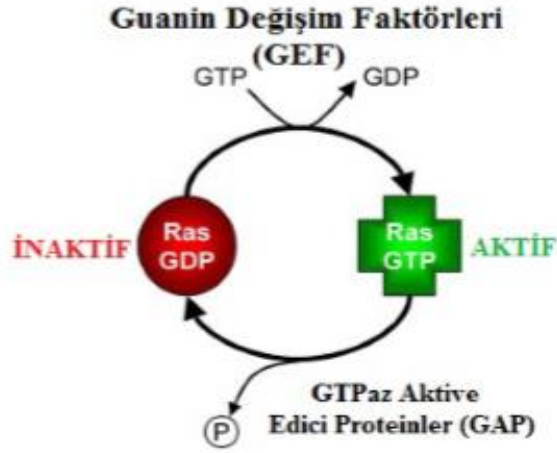 Guanin Değişim Faktörleri
(GEF)
GTP GDP
İNAKTİF Ras GDP Ras GTP AKTİF
GTPaz Aktive
Edici Proteinler (GAP)
P